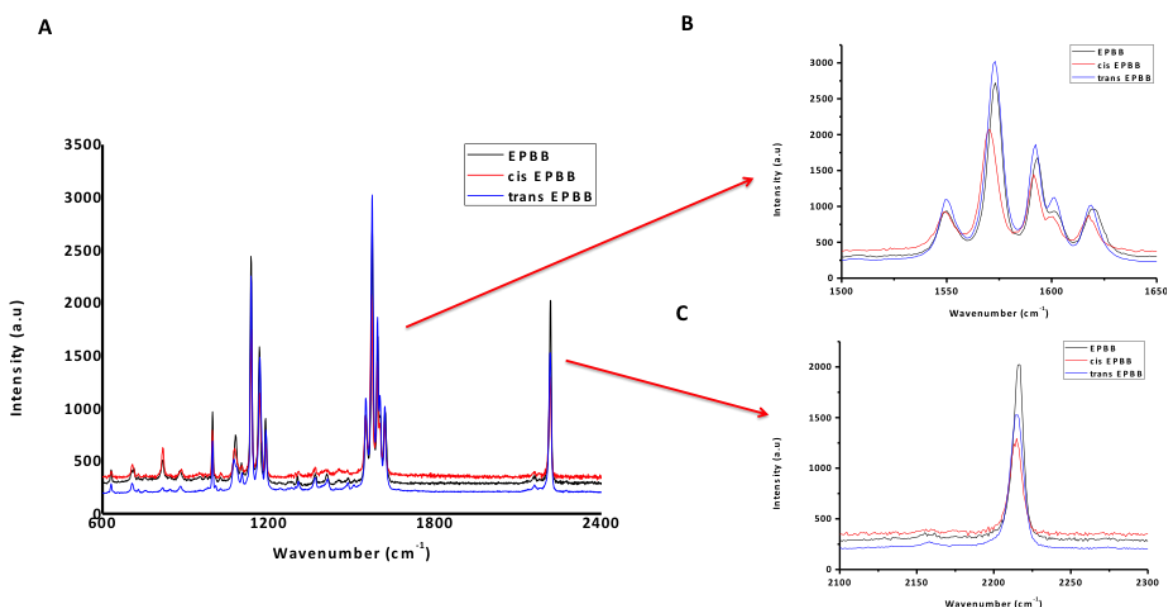 A
3500
3000
2500
2000
1500
1000
500
0
600
1200
1800
2400
Intensity (a.u)
Wavenumber (cm-1)
EPBB
cis EPBB
trans EPBB
B
3000
2500
2000
1500
1000
500
0
1500
1550
1600
1650
Intensity (a.u)
Wavenumber (cm-1)
EPBB
cis EPBB
trans EPBB
C
2000
1500
1000
500
0
2100
2150
2200
2250
2300
Intensity (a.u)
Wavenumber (cm-1)
EPBB
cis EPBB
trans EPBB